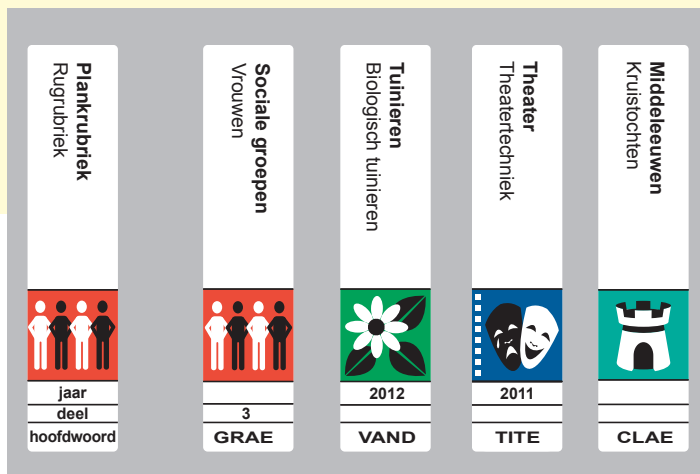 Plankrubriek
Rugrubriek
jaar
deel
hoofdwoord
Sociale groepen
Vrouwen
3
GRAE
Tuinieren
Biologisch tuinieren
2012
VAND
Theater
Theatertechniek
2011
TITE
Middeleeuwen
Kruistochten
CLAE